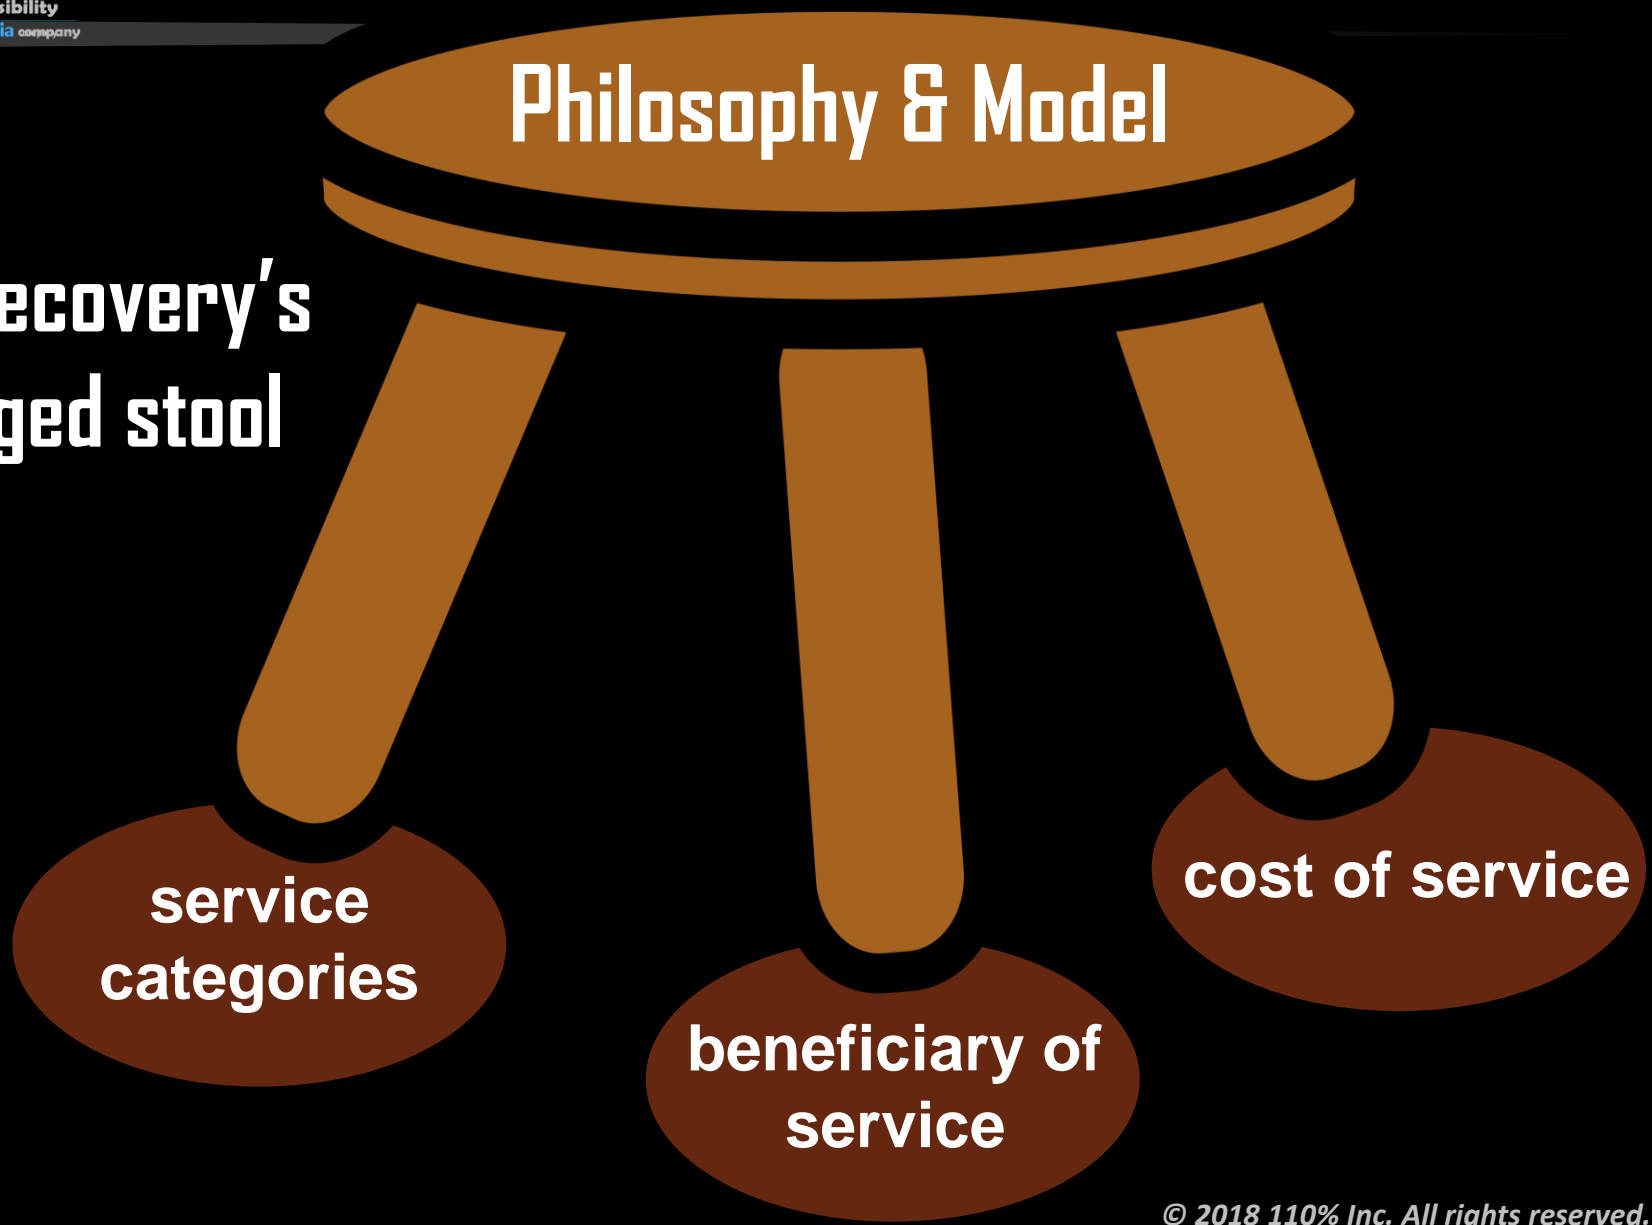 sibility
ia company
Philosophy & Model
ecovery's
ged stool
service
categories
beneficiary of
service
cost of service
© 2018 110% Inc. All rights reserved.